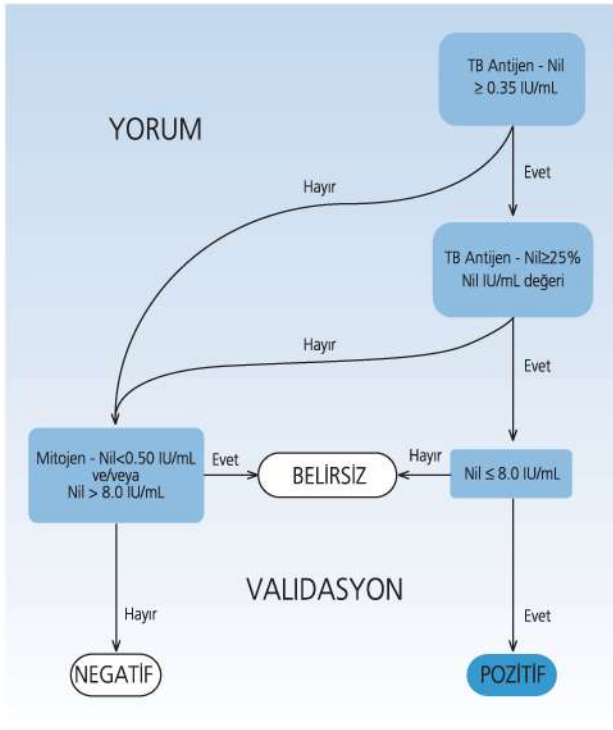 TB Antijen - Nil
≥ 0.35 IU/mL
YORUM
Evet
Hayır
TB Antijen - Nil≥25%
Nil IU/mL değeri
Hayır
Evet
Mitojen - Nil<0.50 IU/mL
ve/veya
Nil > 8.0 IU/mL
Evet
BELİRSİZ
Hayır
Nil ≤ 8.0 IU/mL
VALIDASYON
Hayır
Evet
NEGATİF
POZİTİF